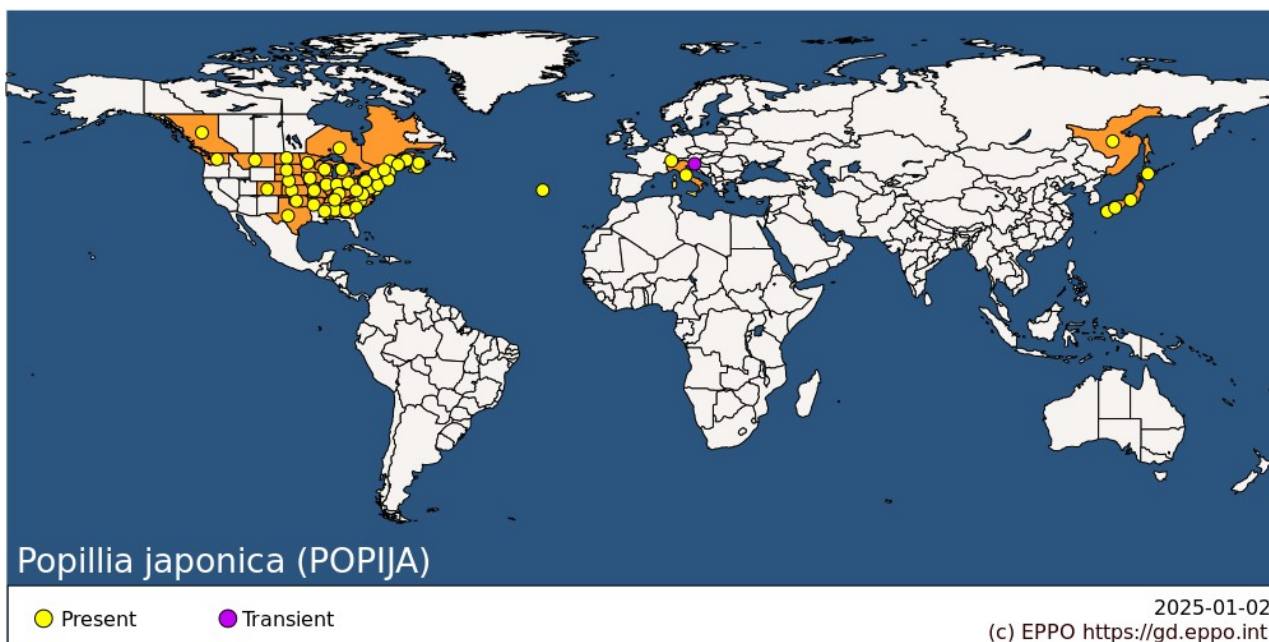 Popillia japonica (POPIJA)
Present
Transient
2025-01-02
(c) EPPO https://gd.eppo.int